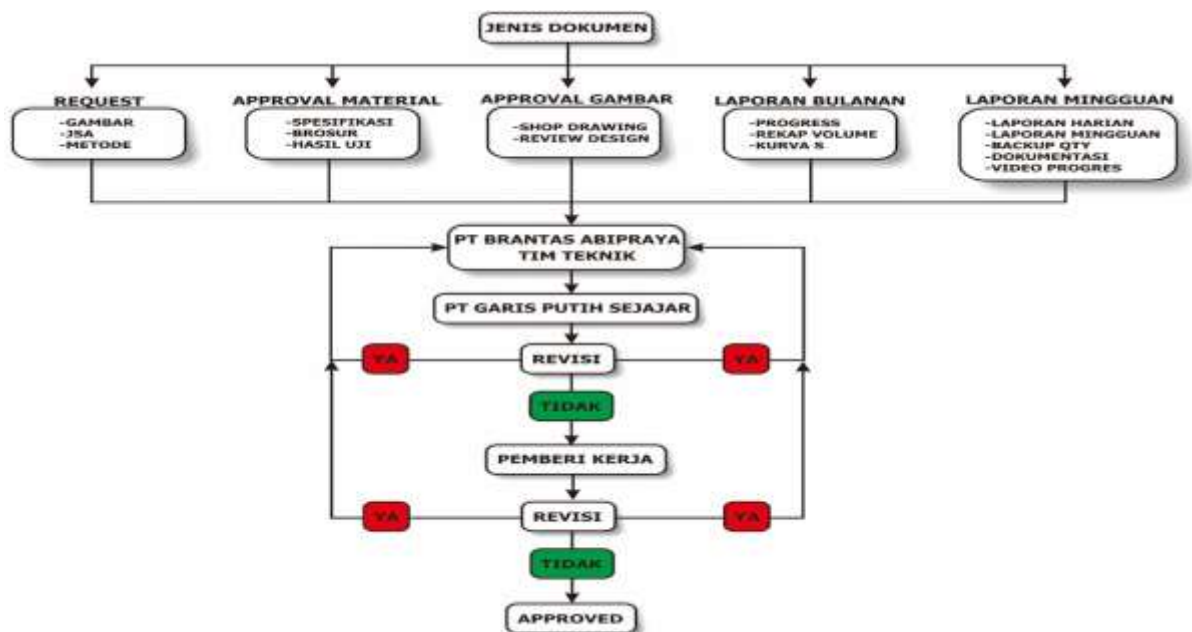 JENIS DOKUMEN
REQUEST
-GAMBAR
-JSA
-METODE
APPROVAL MATERIAL
-SPESIFIKASI
-BROSUR
-HASIL UJI
APPROVAL GAMBAR
-SHOP DRAWING
-REVIEW DESIGN
LAPORAN BULANAN
-PROGRESS
-REKAP VOLUME
-KURVA S
LAPORAN MINGGUAN
-LAPORAN HARIAN
-LAPORAN MINGGUAN
-BACKUP QTY
-DOKUMENTASI
-VIDEO PROGRES
PT BRANTAS ABIPRAYA
TIM TEKNIK
PT GARIS PUTIH SEJAJAR
YA
REVISI
YA
TIDAK
PEMBERI KERJA
YA
REVISI
YA
TIDAK
APPROVED